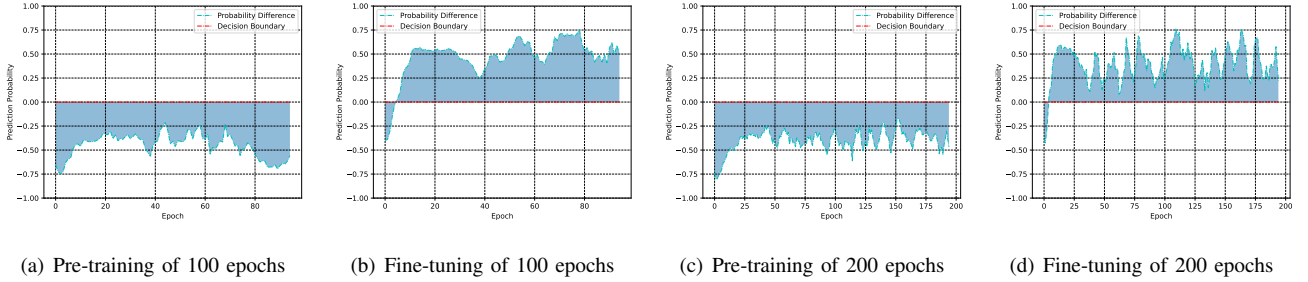 1.00
0.75
0.50
0.25
0.00
−0.25
−0.50
−0.75
−1.00
Prediction Probability
0 20 40 60 80
Epoch
Probability Difference
Decision Boundary
(a) Pre-training of 100 epochs
1.00
0.75
0.50
0.25
0.00
−0.25
−0.50
−0.75
−1.00
Prediction Probability
0 20 40 60 80
Epoch
Probability Difference
Decision Boundary
(b) Fine-tuning of 100 epochs
1.00
0.75
0.50
0.25
0.00
−0.25
−0.50
−0.75
−1.00
Prediction Probability
0 25 50 75 100 125 150 175 200
Epoch
Probability Difference
Decision Boundary
(c) Pre-training of 200 epochs
1.00
0.75
0.50
0.25
0.00
−0.25
−0.50
−0.75
−1.00
Prediction Probability
0 25 50 75 100 125 150 175 200
Epoch
Probability Difference
Decision Boundary
(d) Fine-tuning of 200 epochs